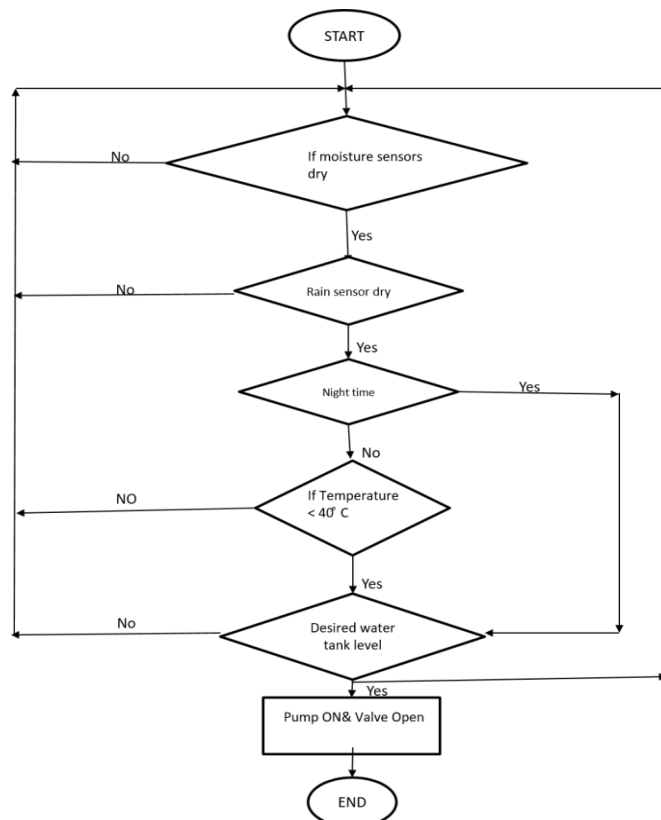 START
No
If moisture sensors
dry
Yes
No
Rain sensor dry
Yes
Night time
Yes
No
NO
If Temperature
< 40° C
Yes
No
Desired water
tank level
Yes
Pump ON& Valve Open
END